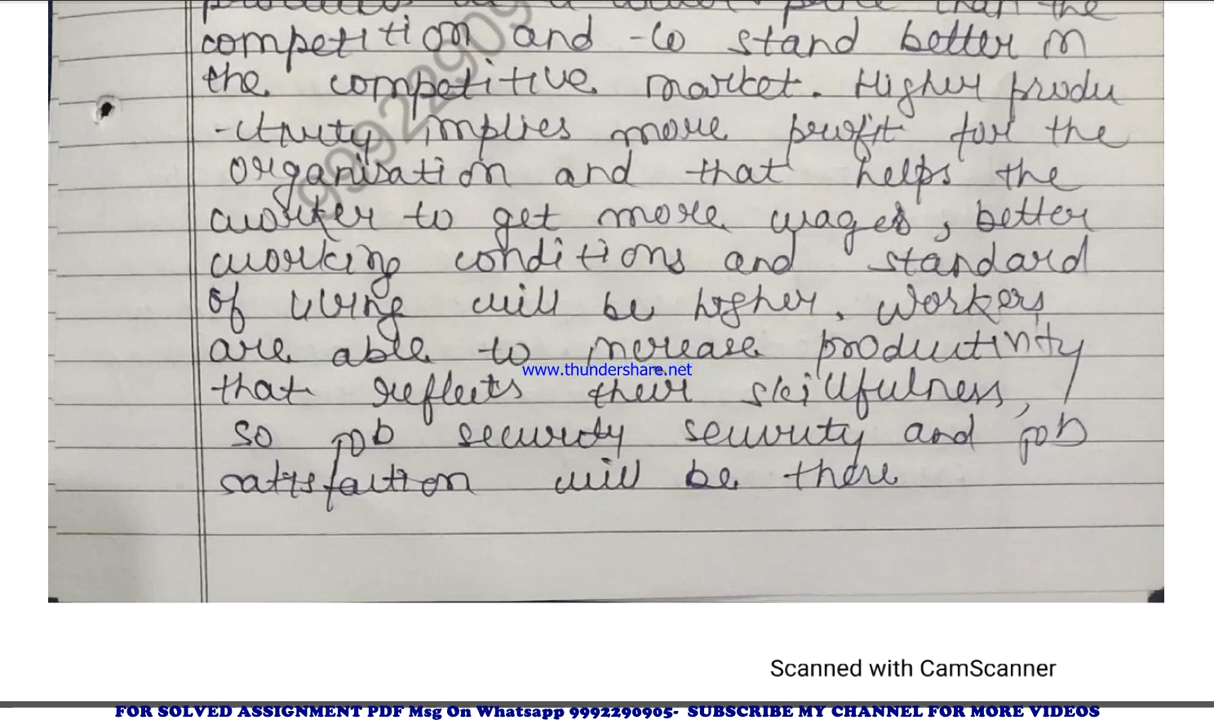 than the
competition and to stand better in
the competitive market. Higher produ
-ctivity implies more profit for the
organisation and that helps the
worker to get more wages, better
working conditions and standard
of living will be higher. Workers
are able to increase productivity
www.thundershare.net
that reflects their skillfulness,
so job security security and job
satisfaction will be there
Scanned with CamScanner
FOR SOLVED ASSIGNMENT PDF Msg On Whatsapp 9992290905- SUBSCRIBE MY CHANNEL FOR MORE VIDEOS